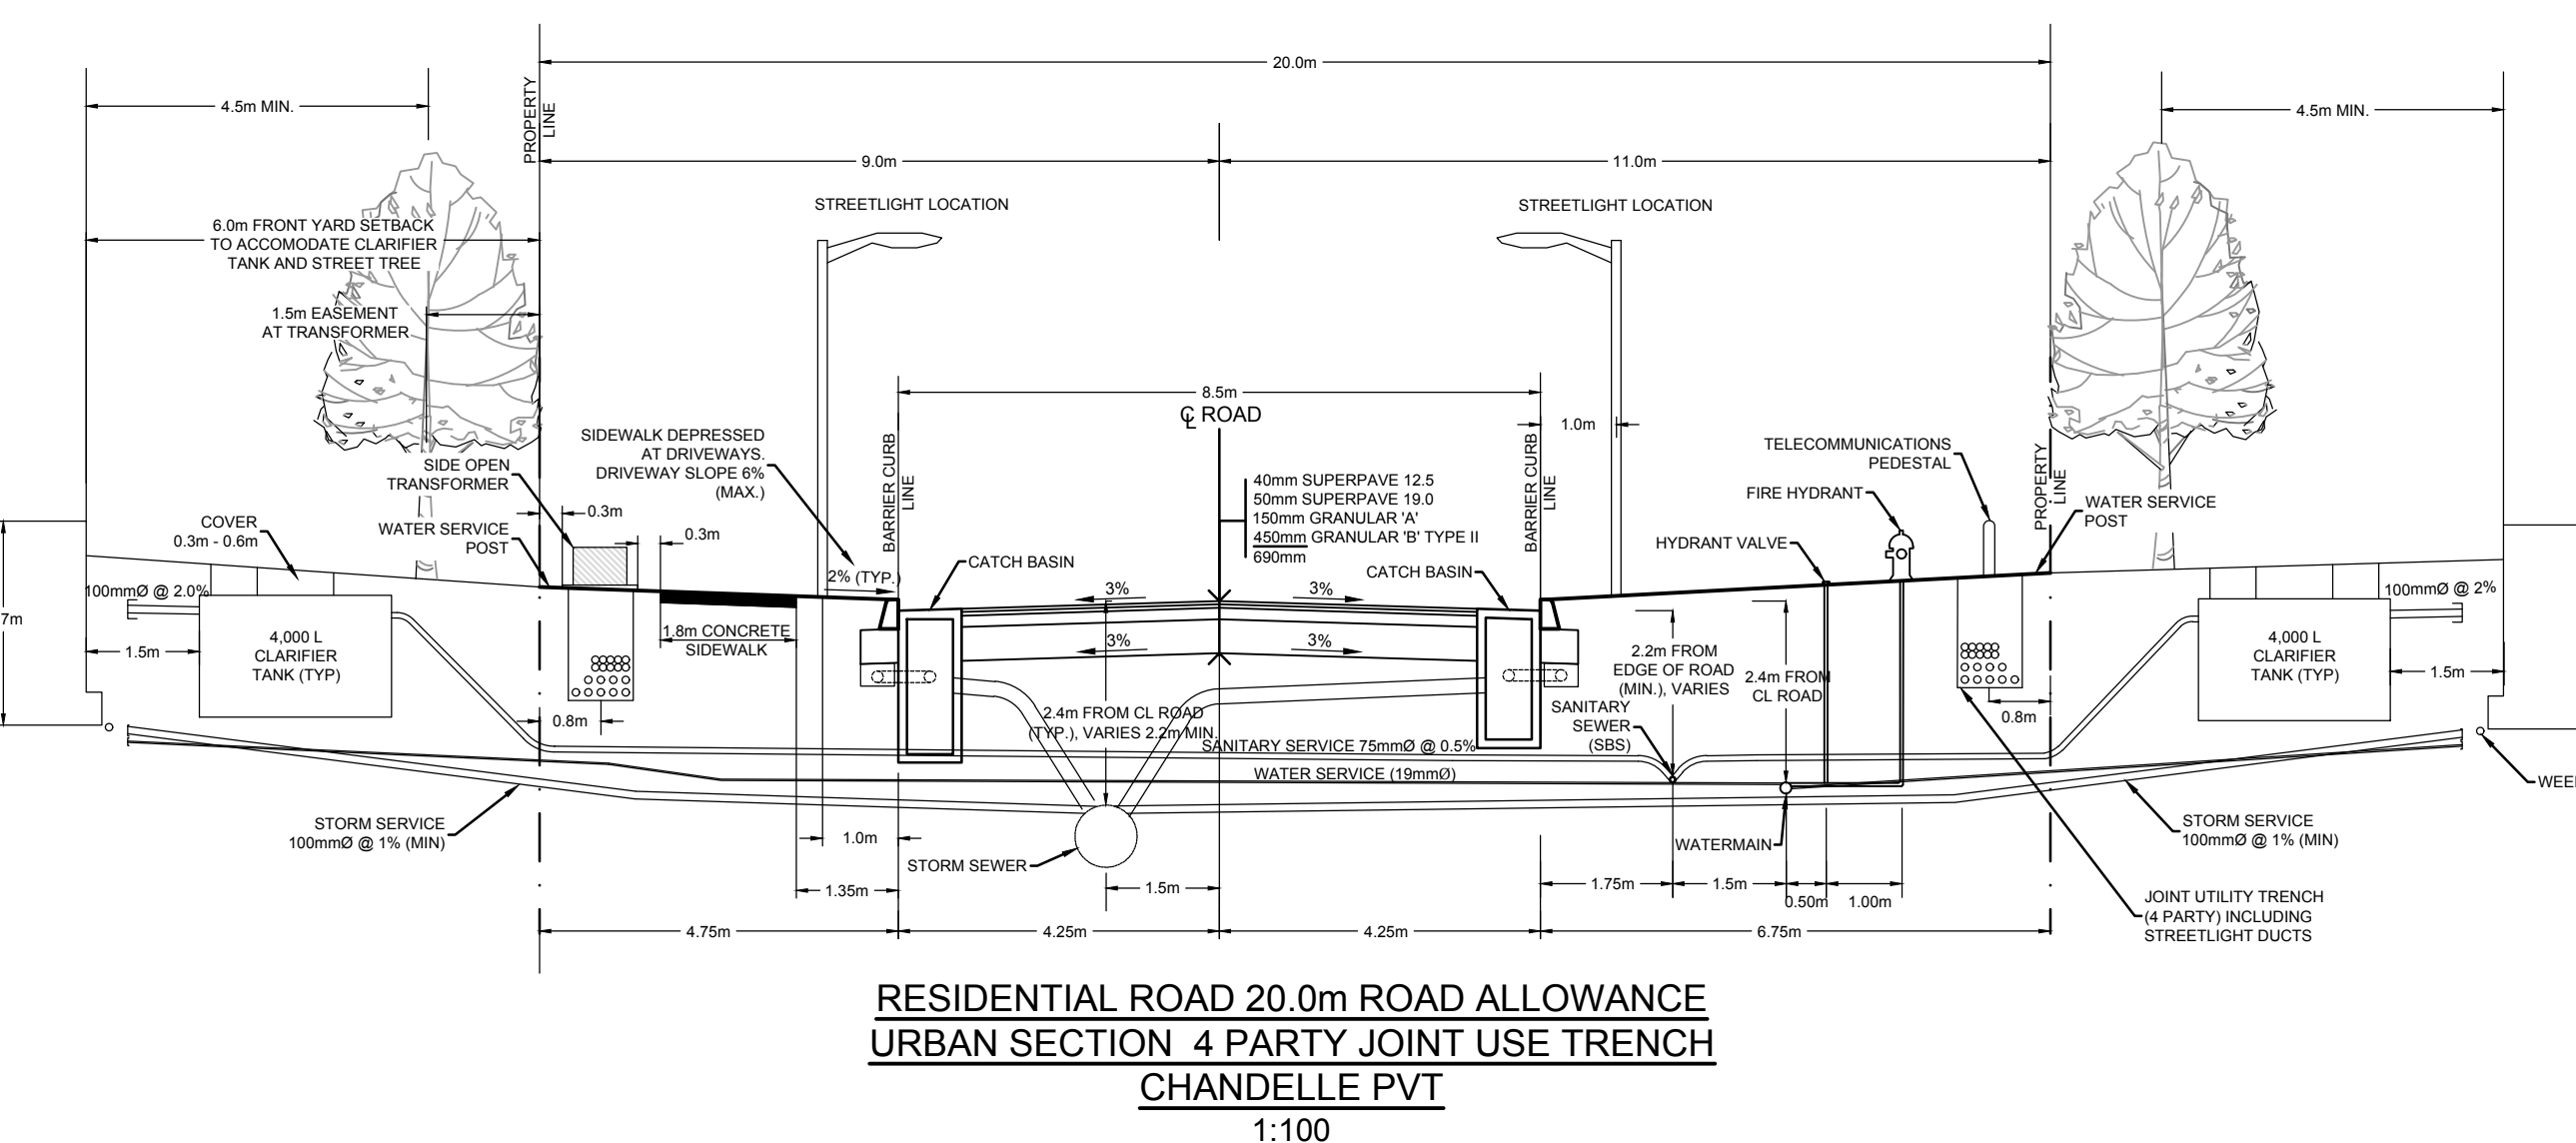 20.0m
4.5m MIN.
4.5m MIN.
PROPERTY
LINE
9.0m
11.0m
STREETLIGHT LOCATION
STREETLIGHT LOCATION
6.0m FRONT YARD SETBACK
TO ACCOMODATE CLARIFIER
TANK AND STREET TREE
1.5m EASEMENT
AT TRANSFORMER
8.5m
℄ ROAD
1.0m
SIDEWALK DEPRESSED
AT DRIVEWAYS.
DRIVEWAY SLOPE 6%
(MAX.)
BARRIER CURB
LINE
BARRIER CURB
LINE
TELECOMMUNICATIONS
PEDESTAL
PROPERTY
LINE
SIDE OPEN
TRANSFORMER
40mm SUPERPAVE 12.5
50mm SUPERPAVE 19.0
150mm GRANULAR 'A'
450mm GRANULAR 'B' TYPE II
690mm
FIRE HYDRANT
WATER SERVICE
POST
COVER
0.3m - 0.6m
WATER SERVICE
POST
0.3m
0.3m
HYDRANT VALVE
CATCH BASIN
CATCH BASIN
2% (TYP.)
100mmØ @ 2.0%
100mmØ @ 2%
3%
3%
7m
4,000 L
CLARIFIER
TANK (TYP)
1.8m CONCRETE
SIDEWALK
3%
3%
1.5m
2.2m FROM
EDGE OF ROAD
(MIN.), VARIES
2.4m FROM
CL ROAD
4,000 L
CLARIFIER
TANK (TYP)
1.5m
0.8m
2.4m FROM CL ROAD
(TYP.), VARIES 2.2m MIN.
SANITARY
SEWER
(SBS)
0.8m
SANITARY SERVICE 75mmØ @ 0.5%
WATER SERVICE (19mmØ)
WEE
STORM SERVICE
100mmØ @ 1% (MIN)
1.0m
STORM SEWER
WATERMAIN
STORM SERVICE
100mmØ @ 1% (MIN)
1.35m
1.5m
1.75m
1.5m
0.50m
1.00m
JOINT UTILITY TRENCH
(4 PARTY) INCLUDING
STREETLIGHT DUCTS
4.75m
4.25m
4.25m
6.75m
RESIDENTIAL ROAD 20.0m ROAD ALLOWANCE
URBAN SECTION 4 PARTY JOINT USE TRENCH
CHANDELLE PVT
1:100